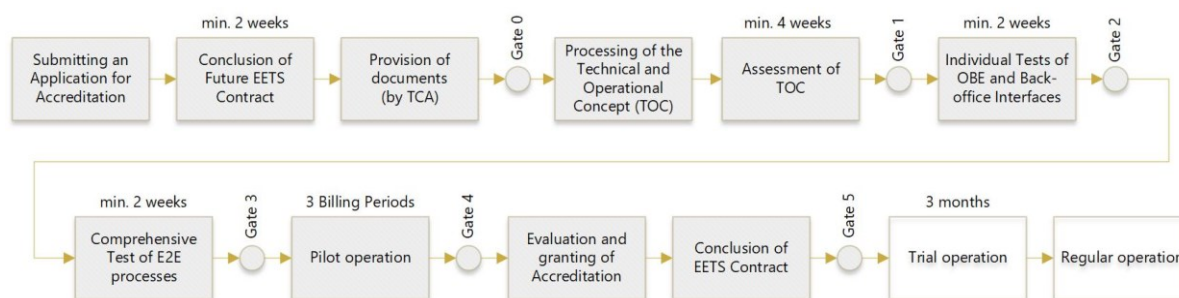 min. 2 weeks
Gate 0
min. 4 weeks
Gate 1
min. 2 weeks
Gate 2
Submitting an
Application for
Accreditation
Conclusion of
Future EETS
Contract
Provision of
documents
(by TCA)
Processing of the
Technical and
Operational
Concept (TOC)
Assessment of
TOC
Individual Tests of
OBE and Back-
office Interfaces
min. 2 weeks
Gate 3
3 Billing Periods
Gate 4
Gate 5
3 months
Comprehensive
Test of E2E
processes
Pilot operation
Evaluation and
granting of
Accreditation
Conclusion of
EETS Contract
Trial operation
Regular operation